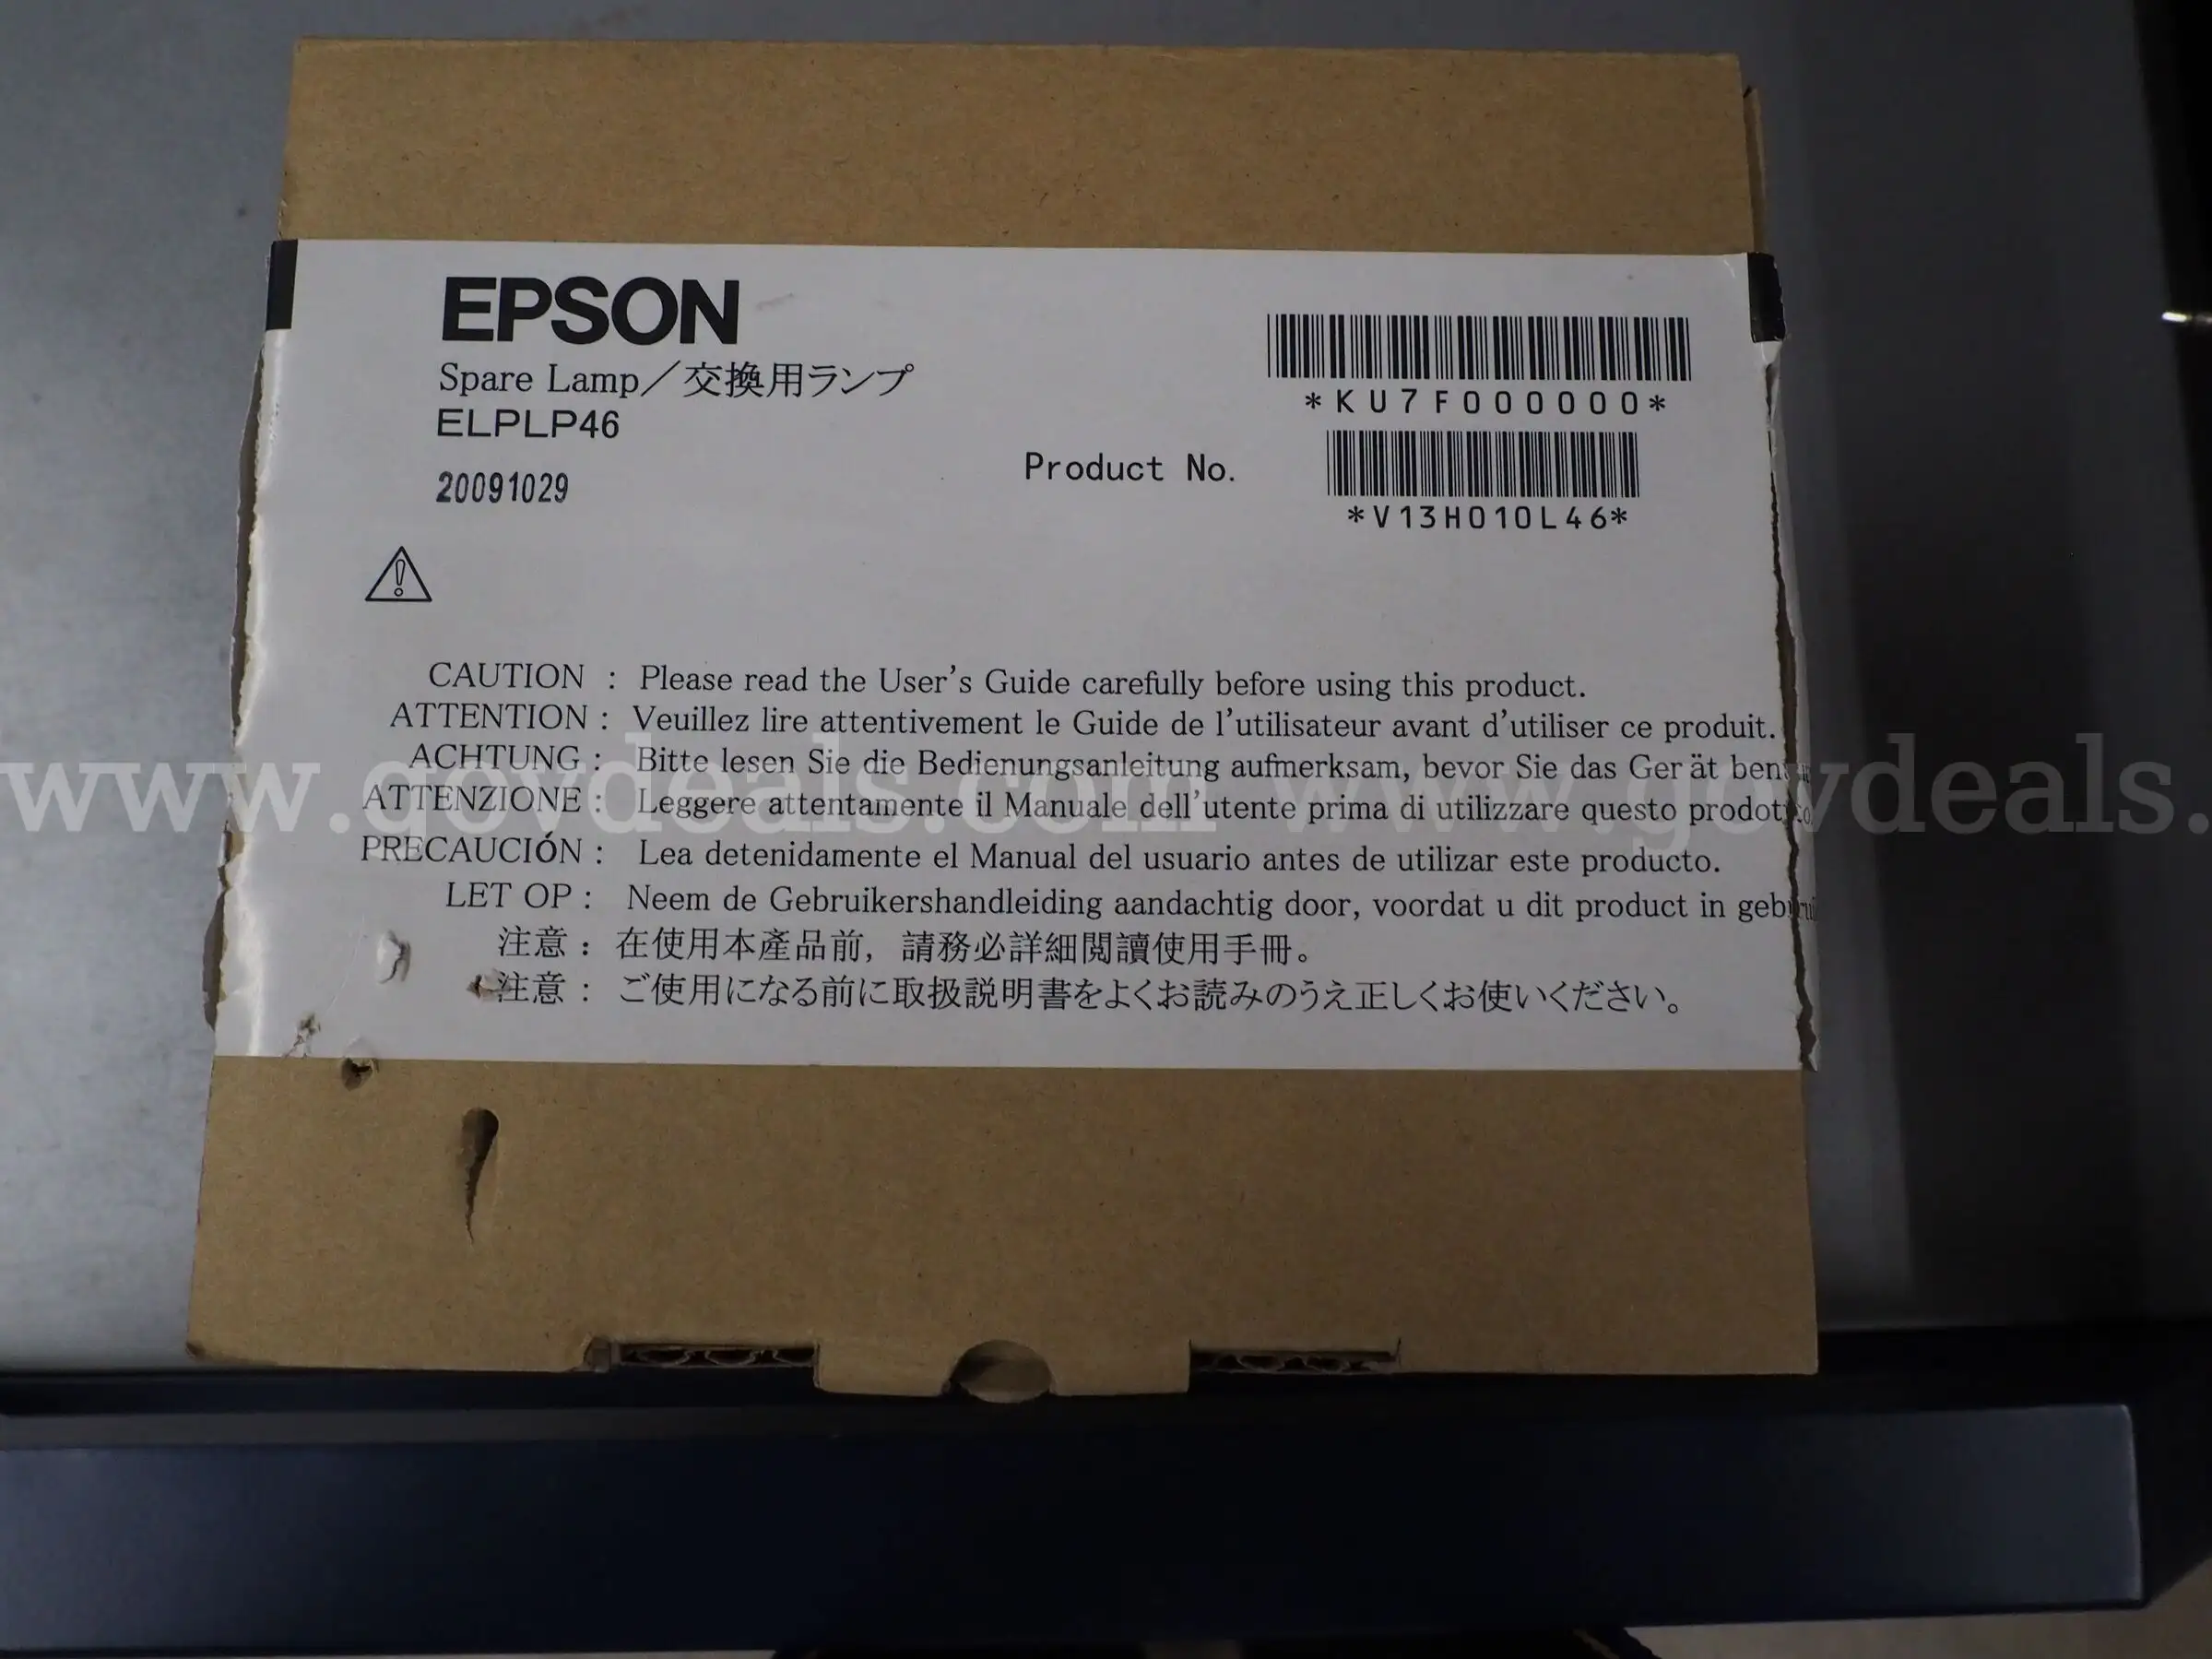 EPSON
Spare Lamp／交換用ランプ
ELPLP46
20091029
*KU7F000000*
Product No.
*V13H010L46*
CAUTION : Please read the User's Guide carefully before using this product.
ATTENTION : Veuillez lire attentivement le Guide de l'utilisateur avant d'utiliser ce produit.
ACHTUNG : Bitte lesen Sie die Bedienungsanleitung aufmerksam, bevor Sie das Gerät
ATTENZIONE : Leggere attentamente il Manuale dell'utente prima di utilizzare questo
PRECAUCIÓN : Lea detenidamente el Manual del usuario antes de utilizar este producto.
LET OP : Neem de Gebruikershandleiding aandachtig door, voordat u dit product in
注意 : 在使用本產品前，請務必詳細閱讀使用手冊。
注意 : ご使用になる前に取扱説明書をよくお読みのうえ正しくお使いください。
www.govdeals.com www.govdeals.